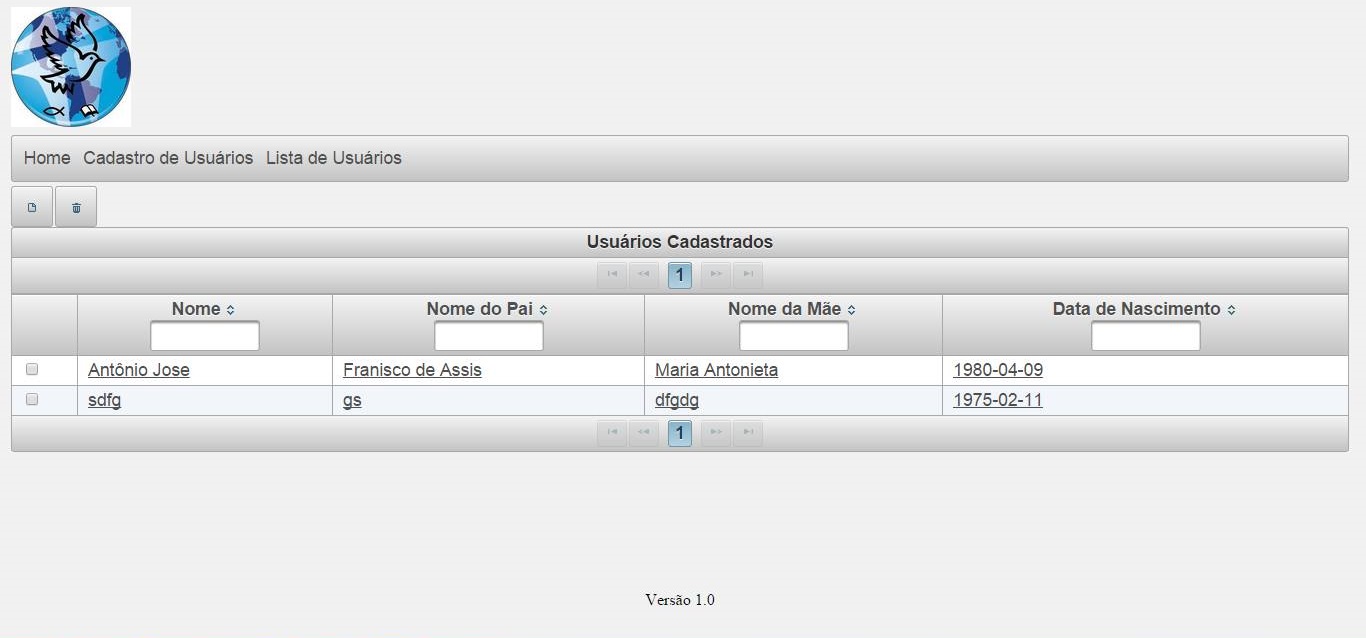 Home Cadastro de Usuários Lista de Usuários
Usuários Cadastrados
1
Nome Nome do Pai Nome da Mãe Data de Nascimento
Antônio Jose Franisco de Assis Maria Antonieta 1980-04-09
sdfg gs dfgdg 1975-02-11
1
Versão 1.0